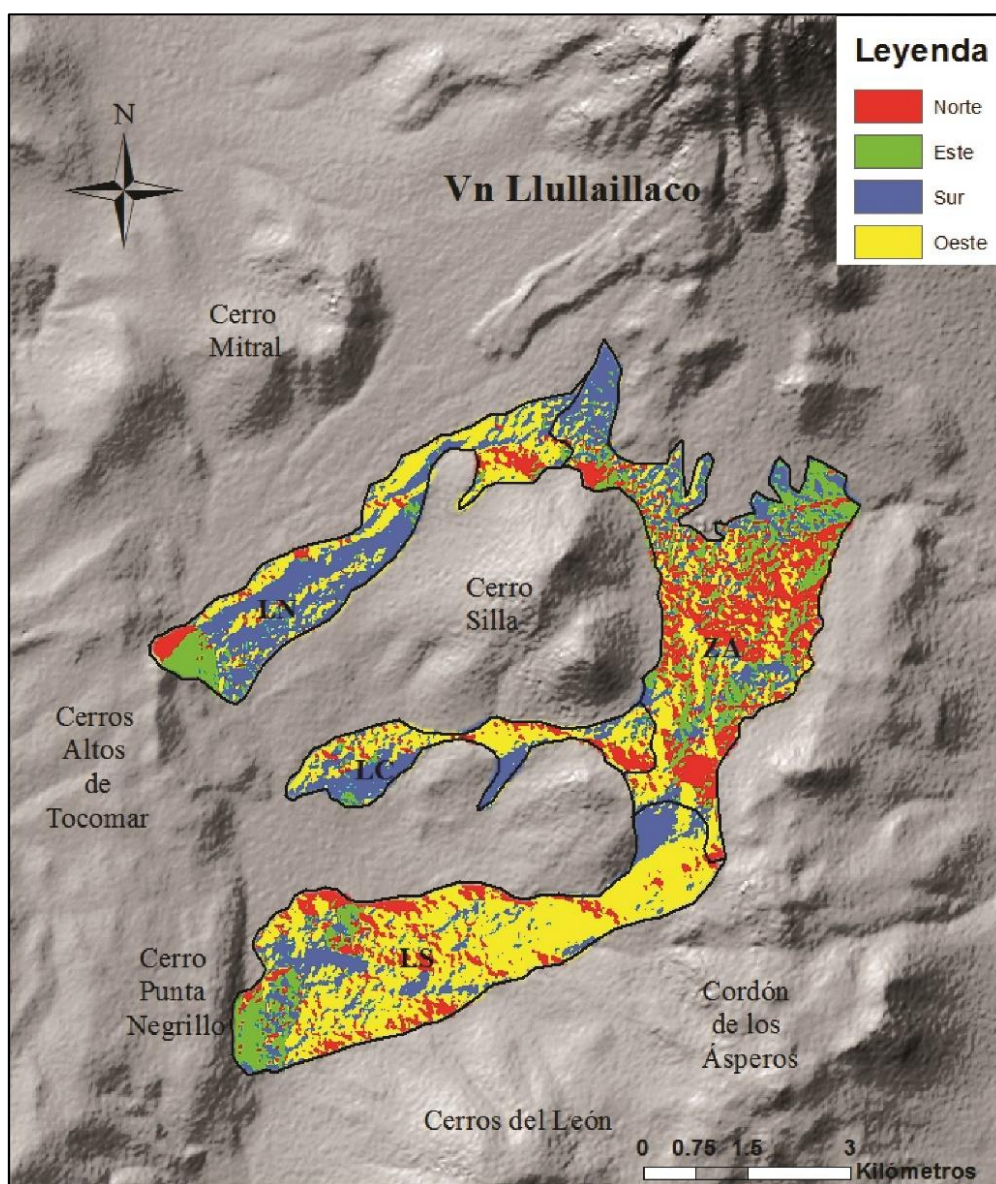 Leyenda
Norte
Este
Sur
Oeste
N
Vn Llullaillaco
Cerro
Mitral
LN
Cerro
Silla
ZA
Cerros
Altos
de
Tocomar
LC
Cerro
Punta
Negrillo
LS
Cordón
de los
Ásperos
Cerros del León
0 0.75 1.5 3
Kilómetros